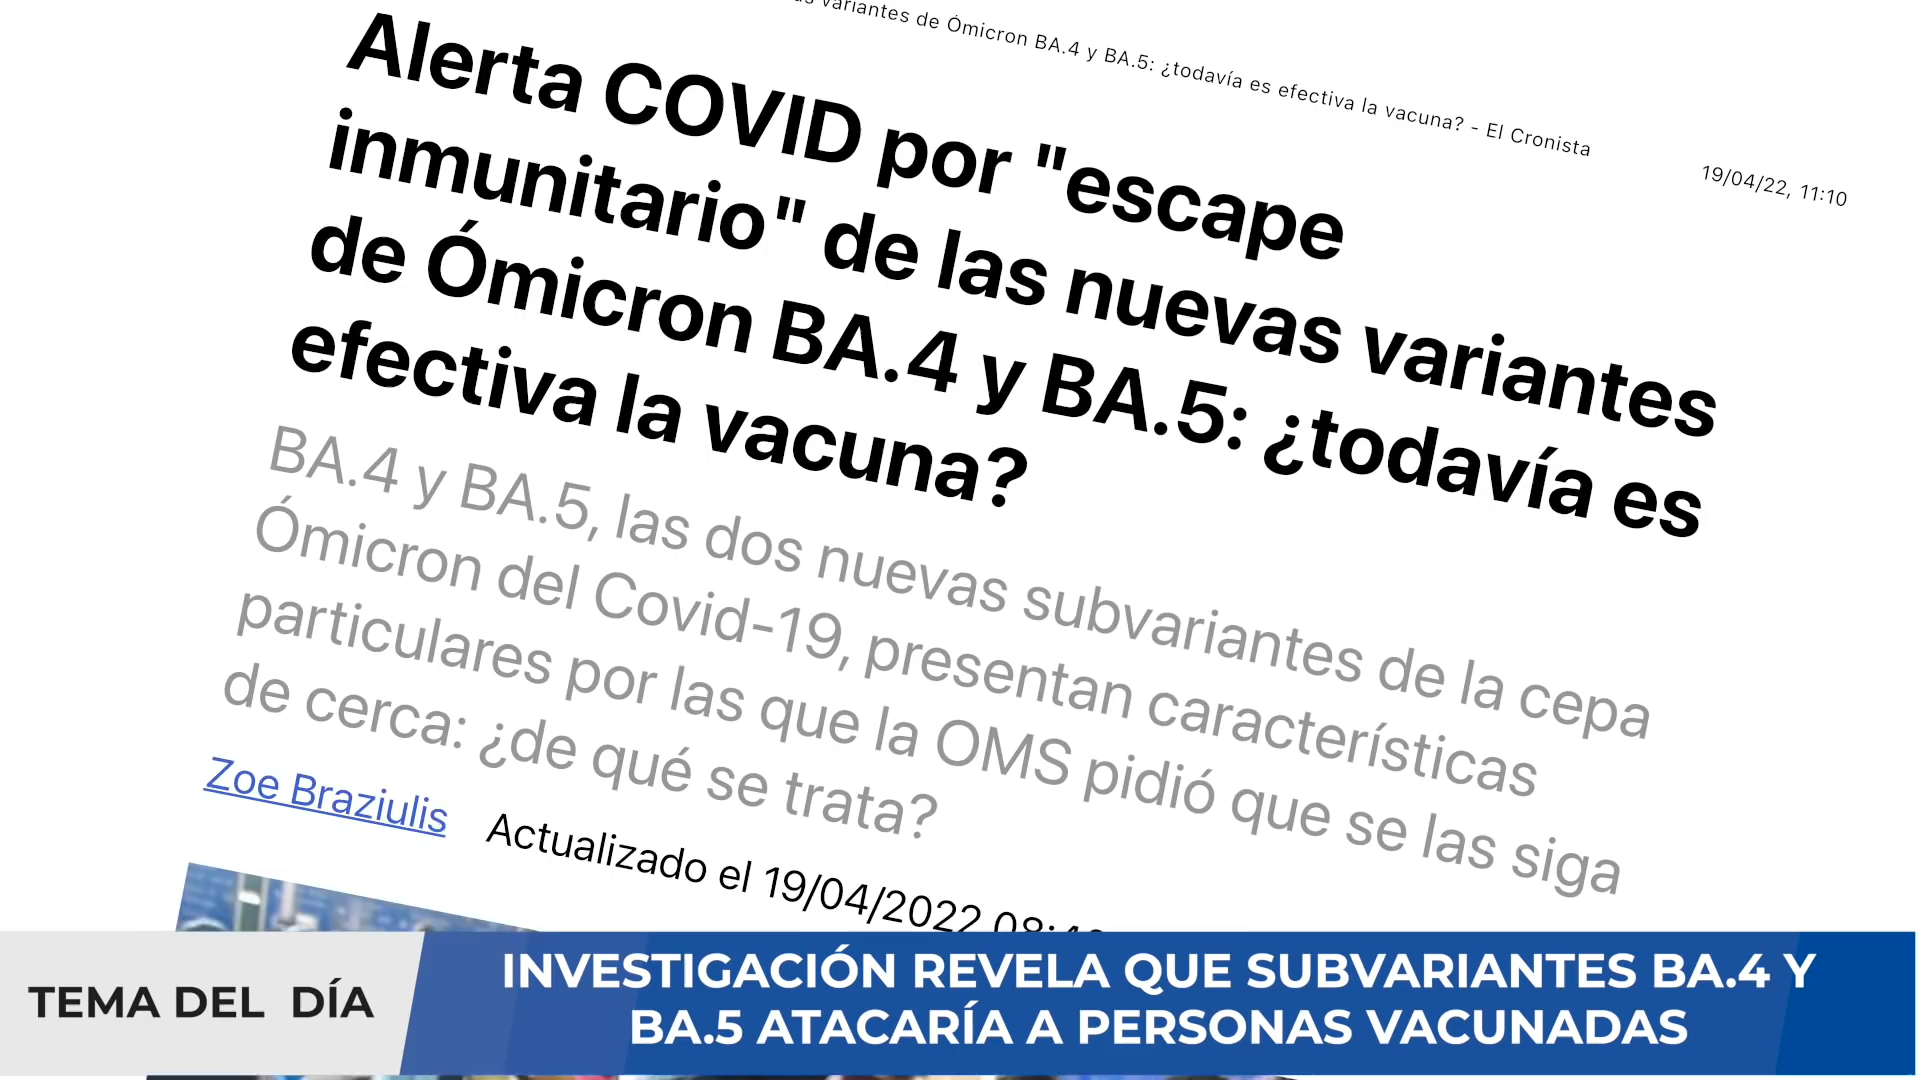 variantes de Ómicron BA.4 y BA.5: ¿todavía es efectiva la vacuna? - El Cronista
19/04/22, 11:10
Alerta COVID por "escape
inmunitario" de las nuevas variantes
de Ómicron BA.4 y BA.5: ¿todavía es
efectiva la vacuna?
BA.4 y BA.5, las dos nuevas subvariantes de la cepa
Ómicron del Covid-19, presentan características
particulares por las que la OMS pidió que se las siga
de cerca: ¿de qué se trata?
Zoe Braziulis Actualizado el 19/04/2022
TEMA DEL DÍA
INVESTIGACIÓN REVELA QUE SUBVARIANTES BA.4 Y
BA.5 ATACARÍA A PERSONAS VACUNADAS